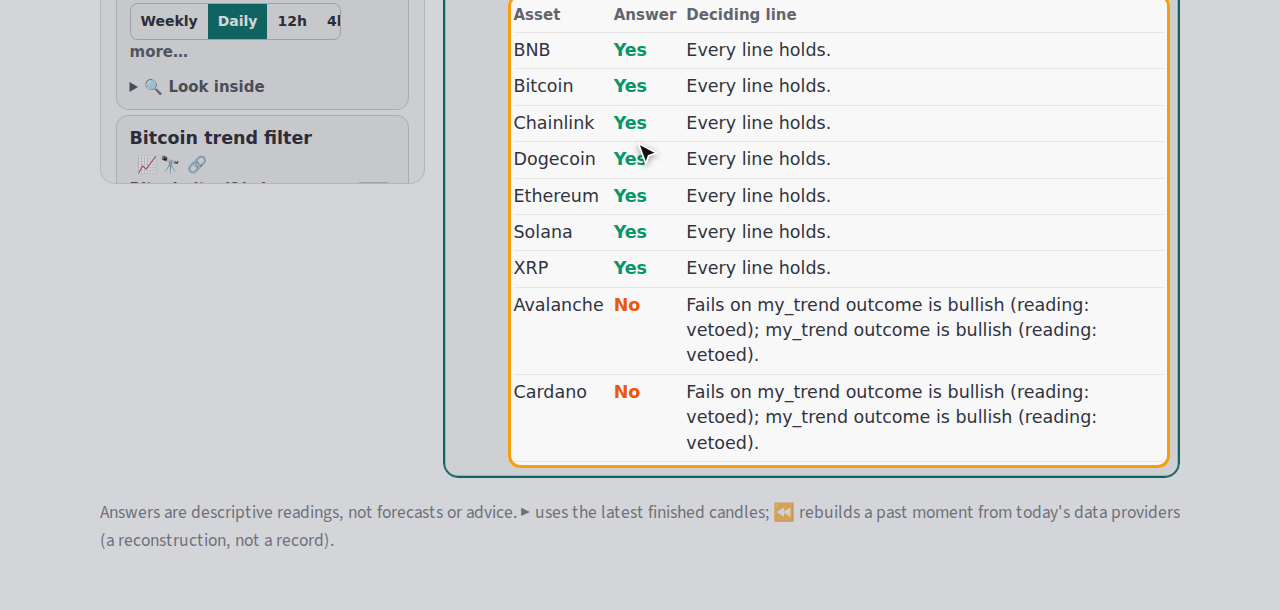 Weekly Daily 12h
more…
▶ 🔍 Look inside
Bitcoin trend filter
📈🔭 🔗
Asset Answer Deciding line
BNB Yes Every line holds.
Bitcoin Yes Every line holds.
Chainlink Yes Every line holds.
Dogecoin Yes Every line holds.
Ethereum Yes Every line holds.
Solana Yes Every line holds.
XRP Yes Every line holds.
Avalanche No Fails on my_trend outcome is bullish (reading:
vetoed); my_trend outcome is bullish (reading:
vetoed).
Cardano No Fails on my_trend outcome is bullish (reading:
vetoed); my_trend outcome is bullish (reading:
vetoed).
Answers are descriptive readings, not forecasts or advice. ▶ uses the latest finished candles; ⏪ rebuilds a past moment from today's data providers
(a reconstruction, not a record).